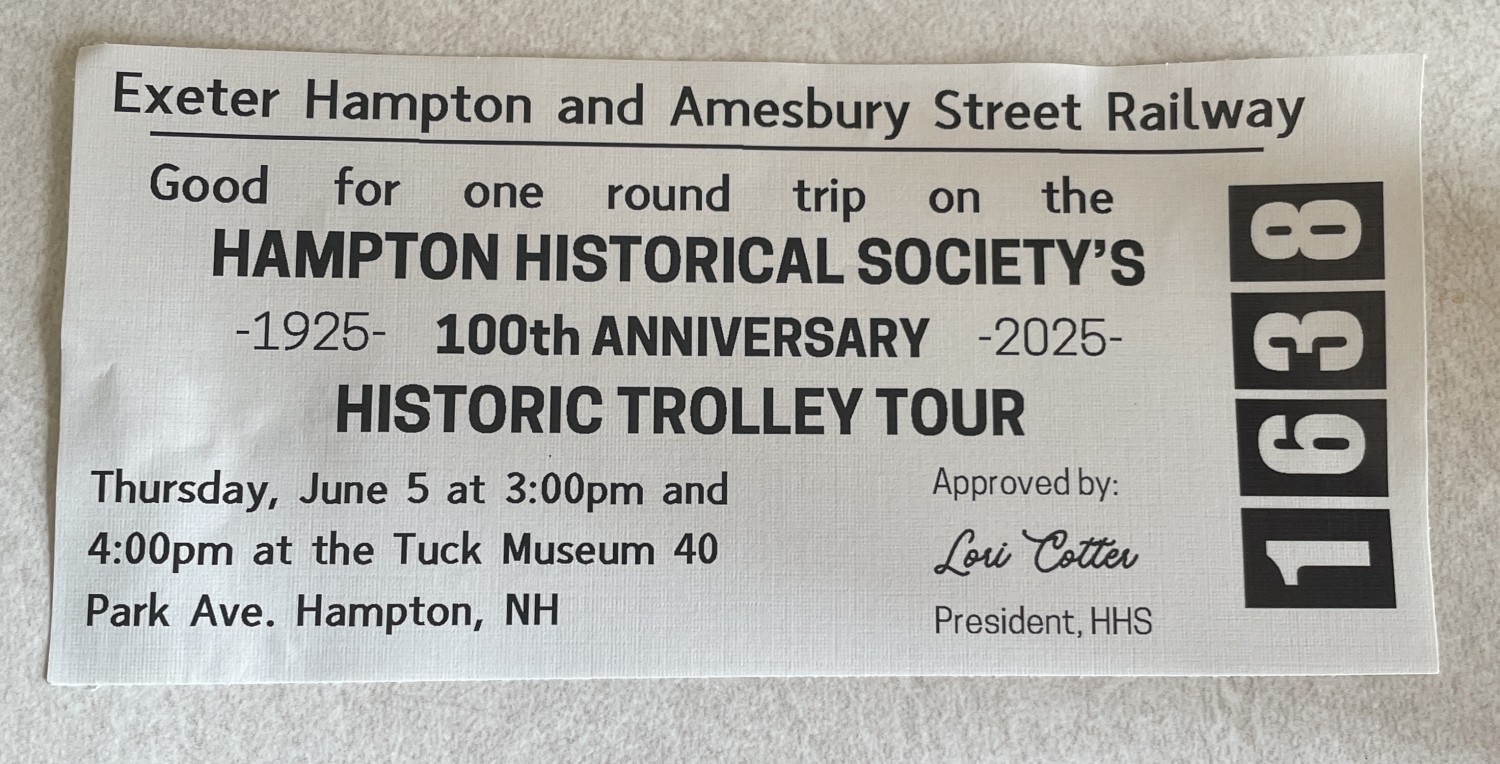 Exeter Hampton and Amesbury Street Railway
Good for one round trip on the
HAMPTON HISTORICAL SOCIETY'S
-1925- 100th ANNIVERSARY -2025-
HISTORIC TROLLEY TOUR
Thursday, June 5 at 3:00pm and
4:00pm at the Tuck Museum 40
Park Ave. Hampton, NH
Approved by:
Lori Cotter
President, HHS
1638